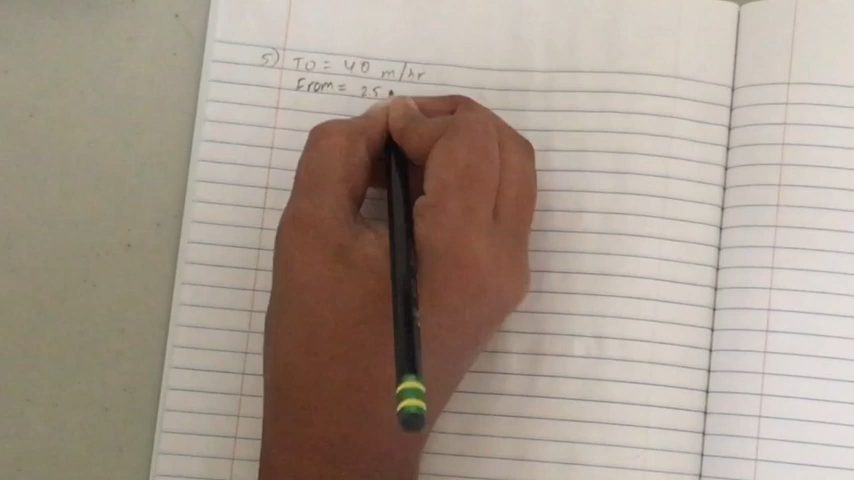 5) TO = 40 m/hr
From = 25